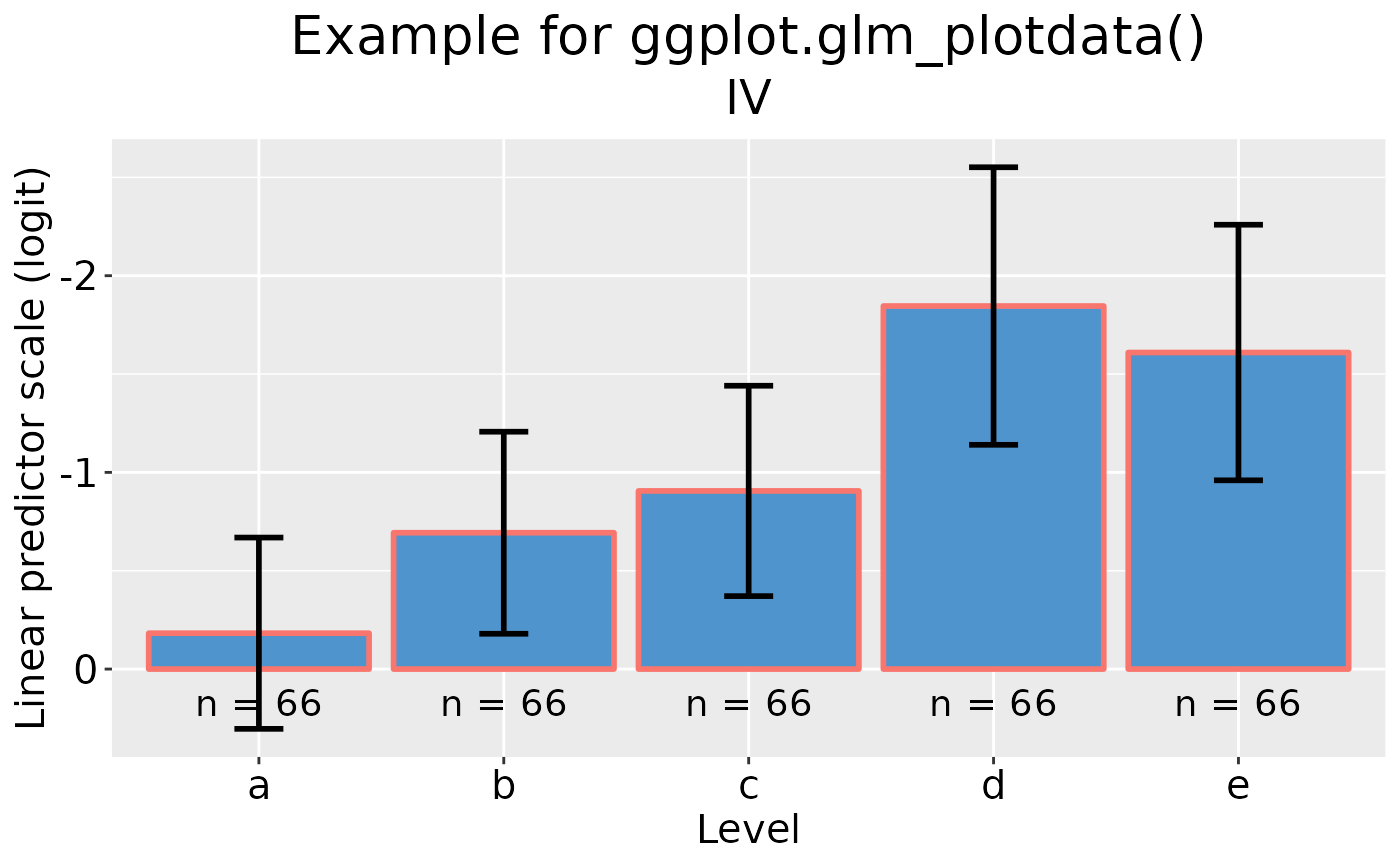 Example for ggplot.glm_plotdata()
IV
Linear predictor scale (logit)
-2
-1
0
n = 66
n = 66
n = 66
n = 66
n = 66
a
b
c
d
e
Level